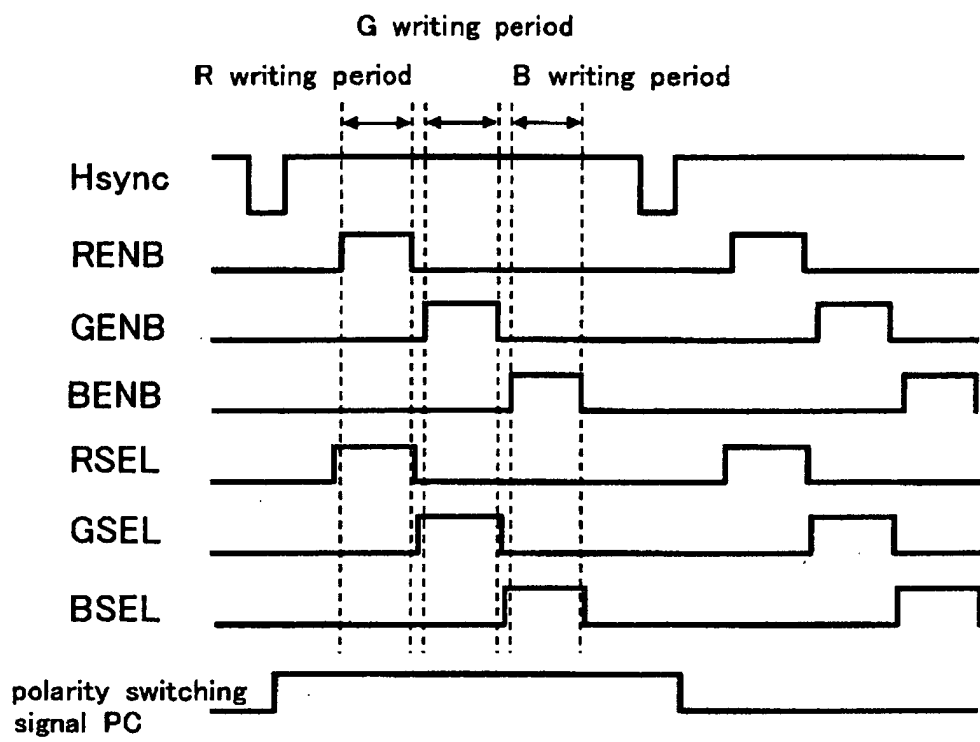 G writing period
R writing period
B writing period
Hsync
RENB
GENB
BENB
RSEL
GSEL
BSEL
polarity switching
signal PC